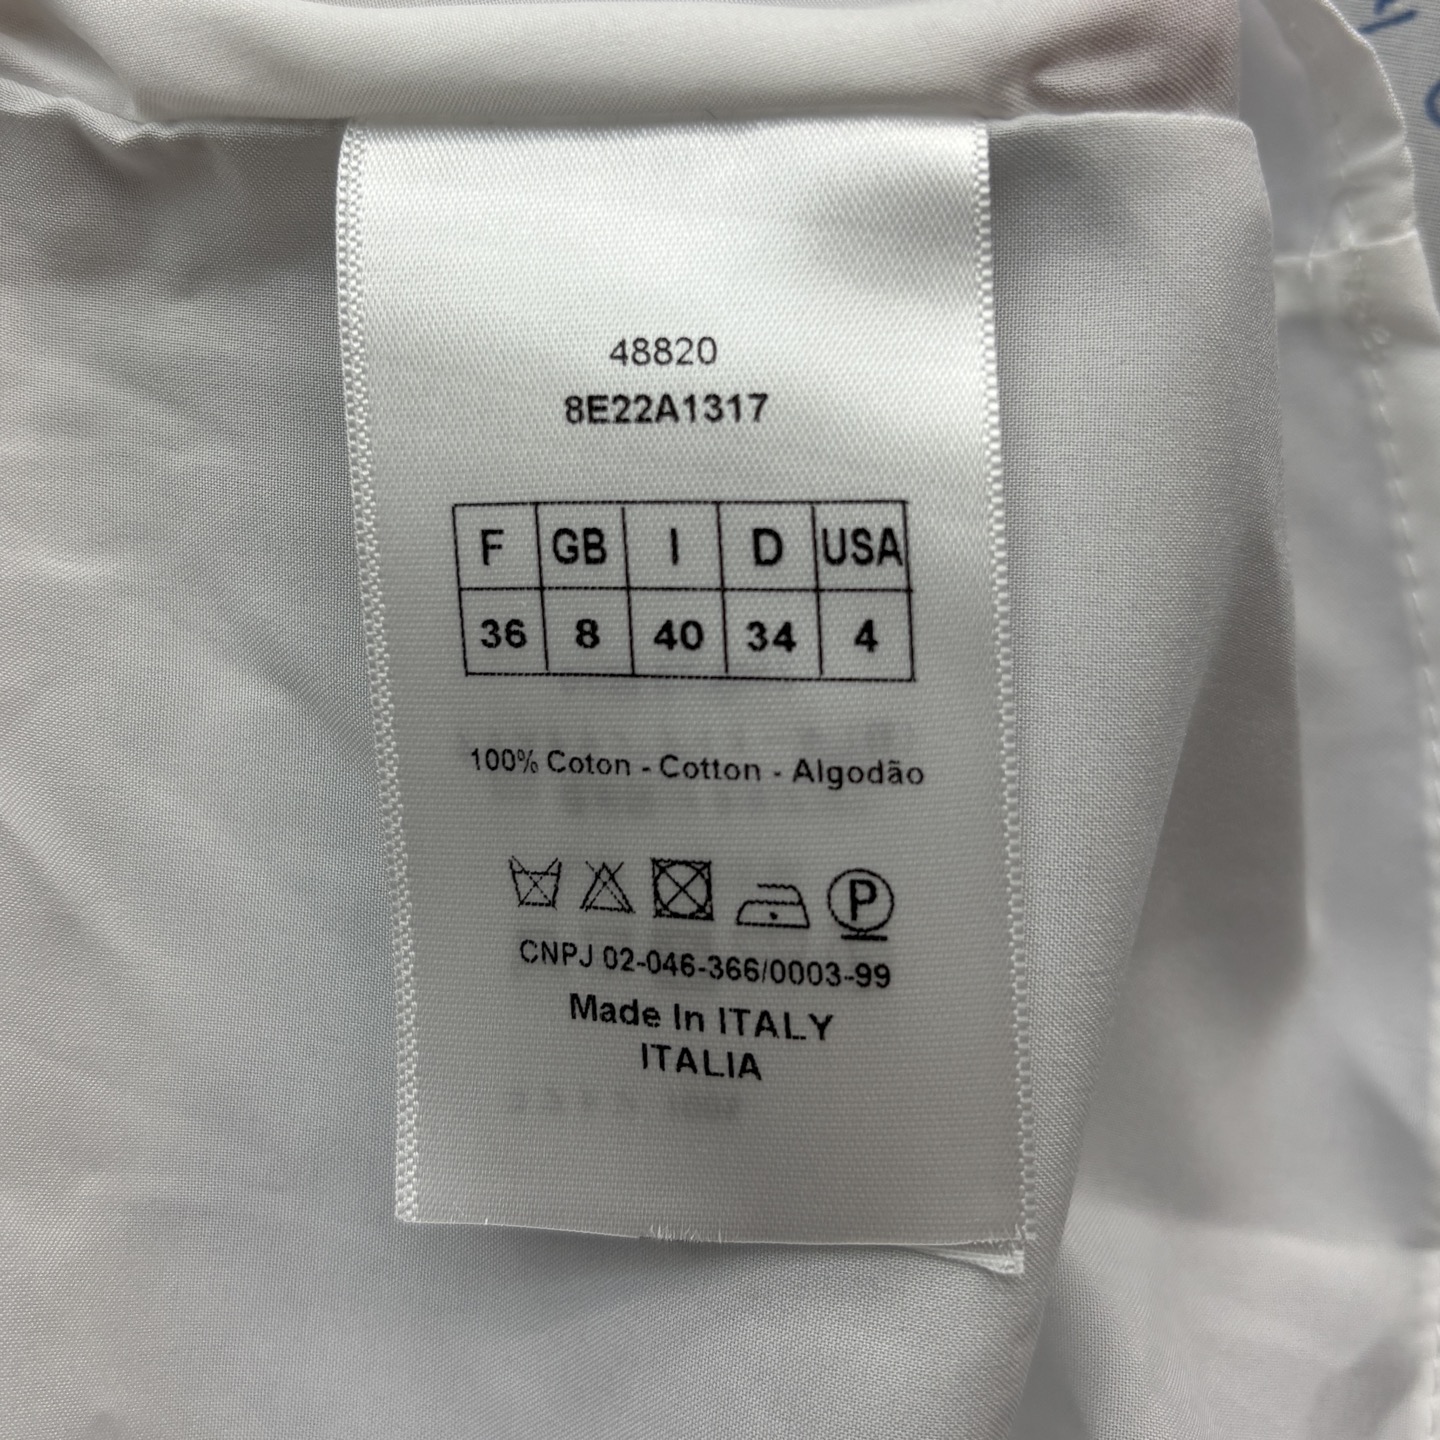 48820
8E22A1317
F GB I D USA
36 8 40 34 4
100% Coton - Cotton - Algodão
P
CNPJ 02-046-366/0003-99
Made In ITALY
ITALIA